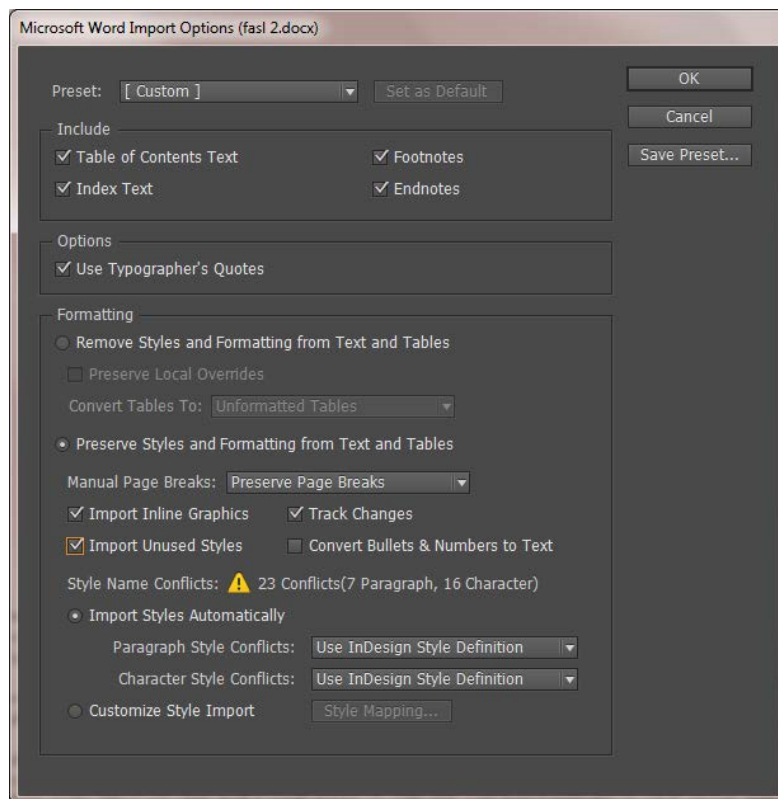 Microsoft Word Import Options (fasl 2.docx)
Preset: [ Custom ] Set as Default OK
Cancel
Save Preset...
Include
Table of Contents Text Footnotes
Index Text Endnotes
Options
Use Typographer's Quotes
Formatting
Remove Styles and Formatting from Text and Tables
Preserve Local Overrides
Convert Tables To: Unformatted Tables
Preserve Styles and Formatting from Text and Tables
Manual Page Breaks: Preserve Page Breaks
Import Inline Graphics Track Changes
Import Unused Styles Convert Bullets & Numbers to Text
Style Name Conflicts: 23 Conflicts(7 Paragraph, 16 Character)
Import Styles Automatically
Paragraph Style Conflicts: Use InDesign Style Definition
Character Style Conflicts: Use InDesign Style Definition
Customize Style Import Style Mapping...